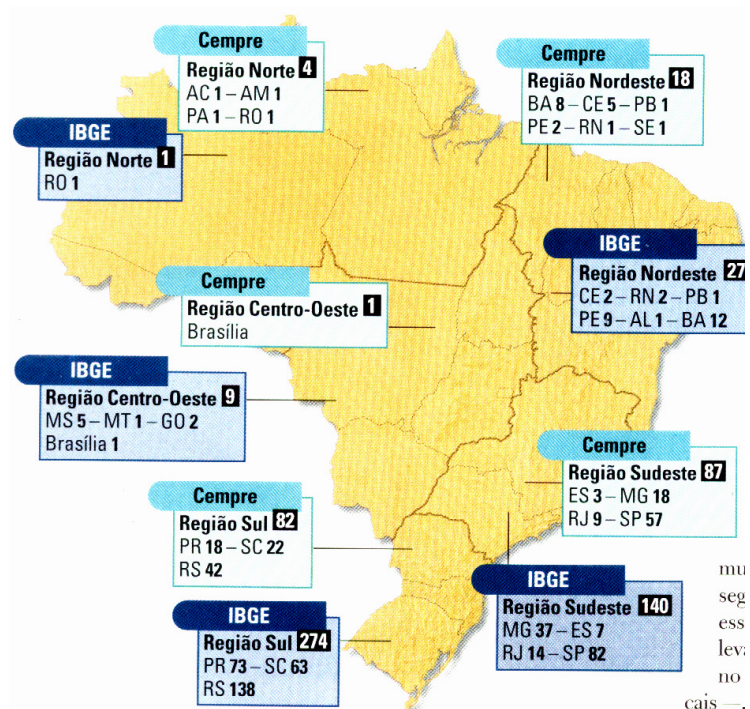 Cempre
Região Norte 4
AC 1 – AM 1
PA 1 – RO 1
Cempre
Região Nordeste 18
BA 8 – CE 5 – PB 1
PE 2 – RN 1 – SE 1
IBGE
Região Norte 1
RO 1
IBGE
Região Nordeste 27
CE 2 – RN 2 – PB 1
PE 9 – AL 1 – BA 12
Cempre
Região Centro-Oeste 1
Brasília
IBGE
Região Centro-Oeste 9
MS 5 – MT 1 – GO 2
Brasília 1
Cempre
Região Sudeste 87
ES 3 – MG 18
RJ 9 – SP 57
Cempre
Região Sul 82
PR 18 – SC 22
RS 42
IBGE
Região Sudeste 140
MG 37 – ES 7
RJ 14 – SP 82
IBGE
Região Sul 274
PR 73 – SC 63
RS 138
mu
seg
ess
leva
no
cais —,